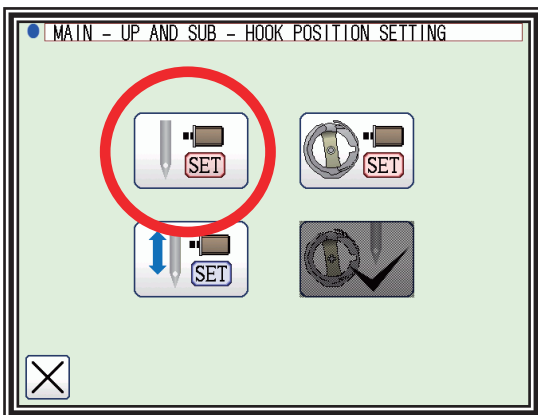 MAIN – UP AND SUB – HOOK POSITION SETTING
SET
SET
SET